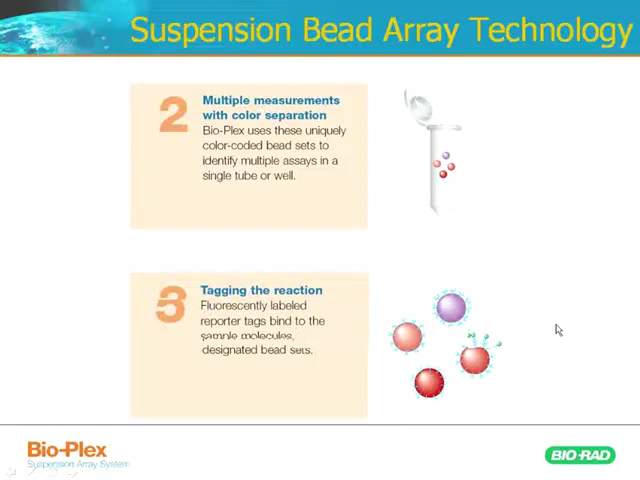 Suspension Bead Array Technology
2
Multiple measurements
with color separation
Bio-Plex uses these uniquely
color-coded bead sets to
identify multiple assays in a
single tube or well.
3
Tagging the reaction
Fluorescently labeled
reporter tags bind to the
sample molecules,
designated bead sets.
Bio-Plex
Suspension Array System
BIO-RAD